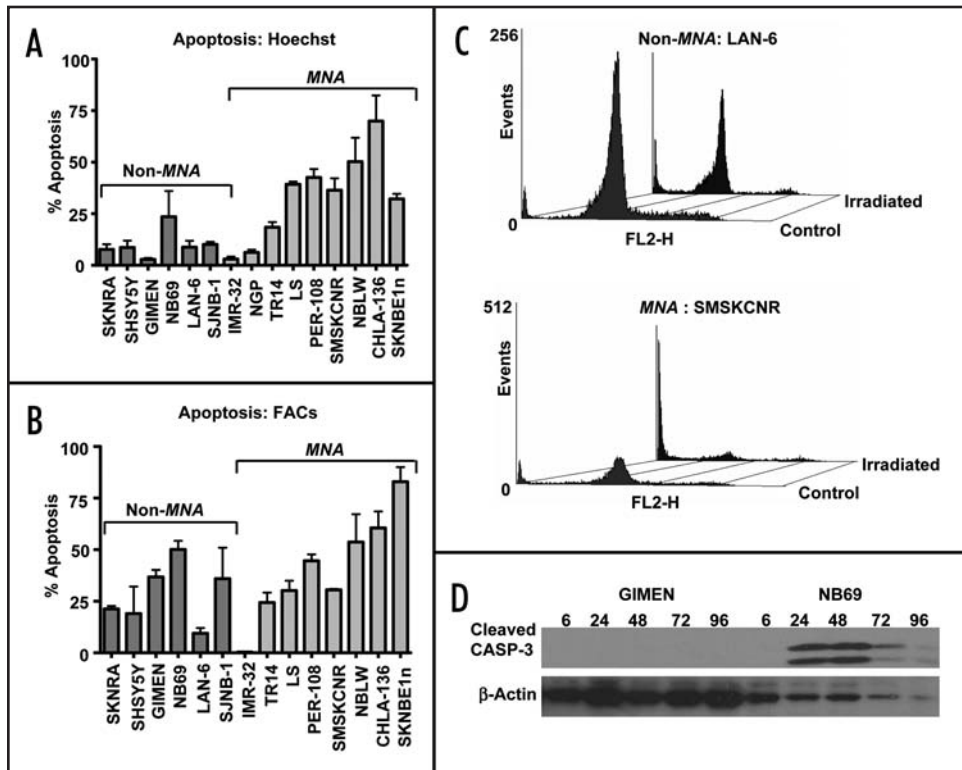 A
Apoptosis: Hoechst
MNA
Non-MNA
% Apoptosis
100
75
50
25
0
SKNRA
SHSY5Y
GIMEN
NB69
LAN-6
SJNB-1
IMR-32
NGP
TR14
LS
PER-108
SMSKCNR
NBLW
CHLA-136
SKNBE1n
B
Apoptosis: FACs
MNA
Non-MNA
% Apoptosis
100
75
50
25
0
SKNRA
SHSY5Y
GIMEN
NB69
LAN-6
SJNB-1
IMR-32
TR14
LS
PER-108
SMSKCNR
NBLW
CHLA-136
SKNBE1n
C
256
Non-MNA: LAN-6
Events
0
FL2-H
Irradiated
Control
512
MNA : SMSKCNR
Events
0
FL2-H
Irradiated
Control
D
GIMEN NB69
6 24 48 72 96 6 24 48 72 96
Cleaved
CASP-3
β-Actin